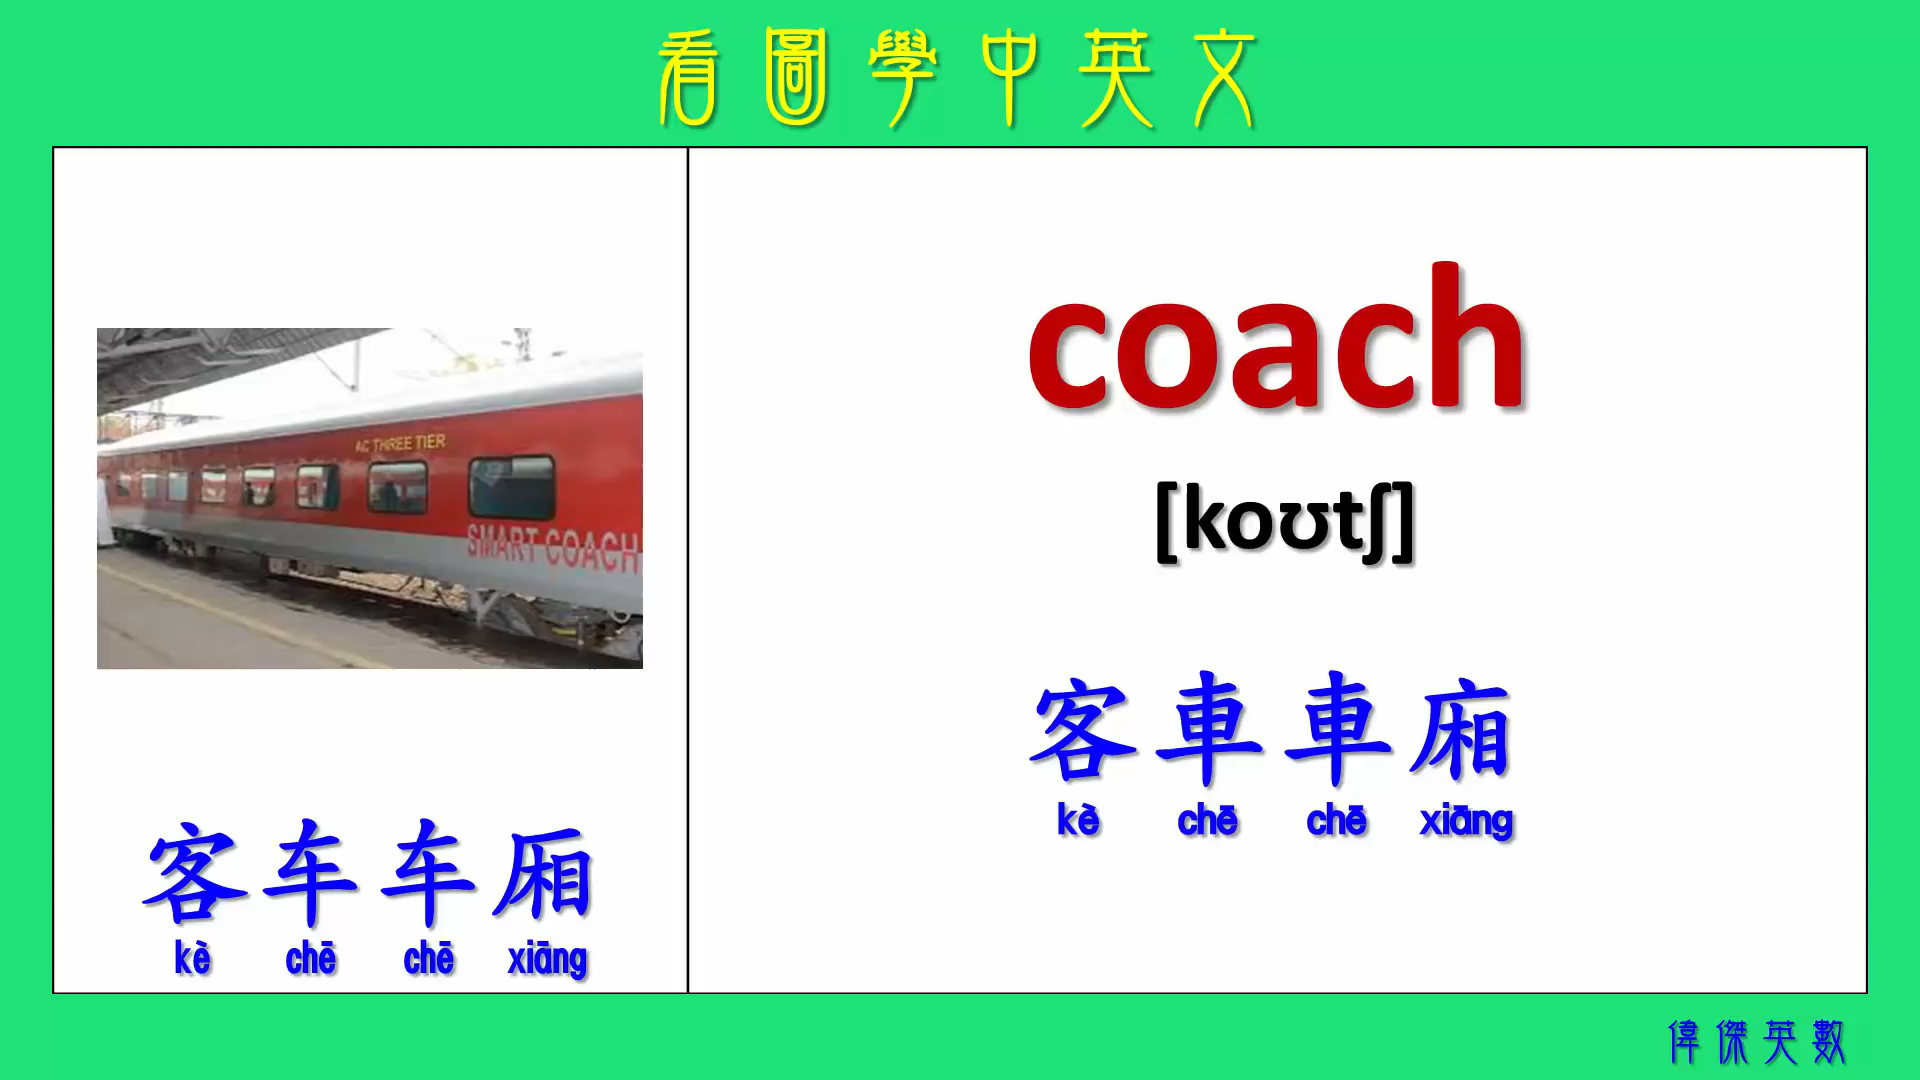 看圖學中英文
AC THREE TIER
SMART COACH
客车车厢
kè chē chē xiāng
coach
[koʊtʃ]
客車車廂
kè chē chē xiāng
偉傑英數